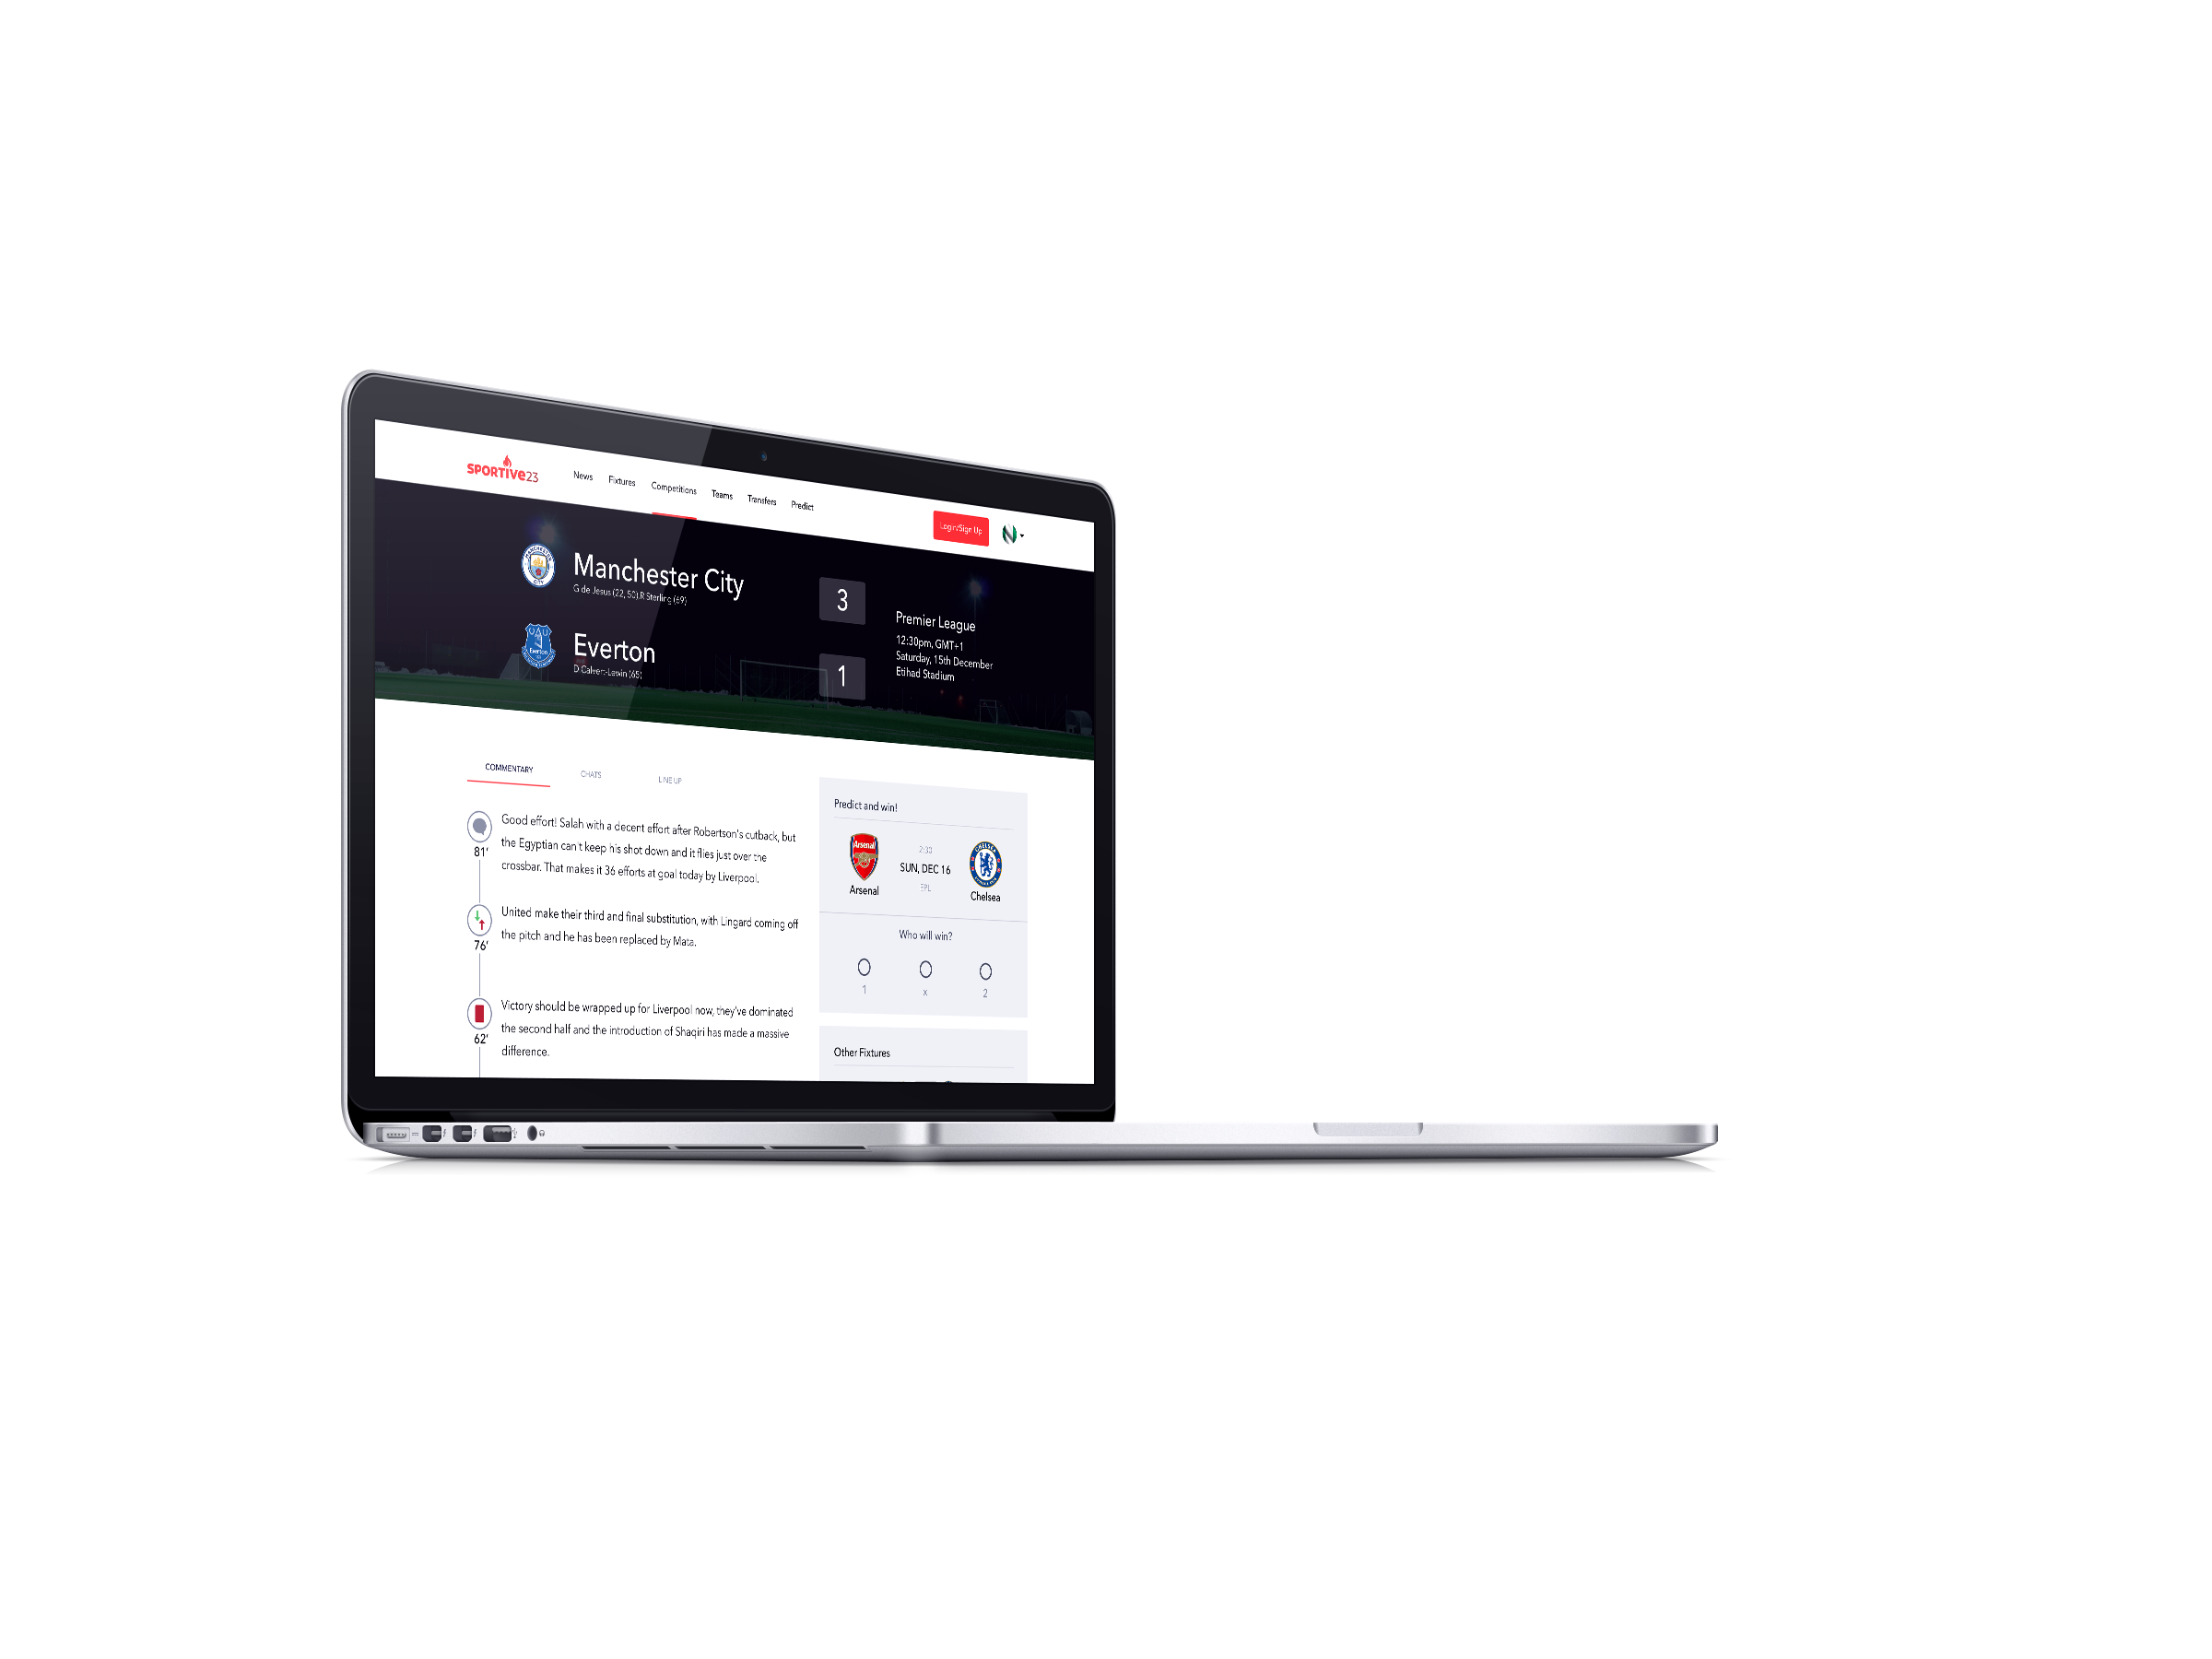 SPORTIVE23
News Fixtures Competitions Teams Transfers Predict
Login/Sign Up
Manchester City
G de Jesus (22, 50),R Sterling (69)
3
Everton
D Calvert-Lewin (65)
1
Premier League
12:30pm, GMT+1
Saturday, 15th December
Etihad Stadium
COMMENTARY CHATS LINE UP
81'
Good effort! Salah with a decent effort after Robertson's cutback, but
the Egyptian can't keep his shot down and it flies just over the
crossbar. That makes it 36 efforts at goal today by Liverpool.
76'
United make their third and final substitution, with Lingard coming off
the pitch and he has been replaced by Mata.
62'
Victory should be wrapped up for Liverpool now, they've dominated
the second half and the introduction of Shaqiri has made a massive
difference.
Predict and win!
Arsenal
Arsenal
2:30
SUN, DEC 16
EPL
Chelsea
Who will win?
1 x 2
Other Fixtures